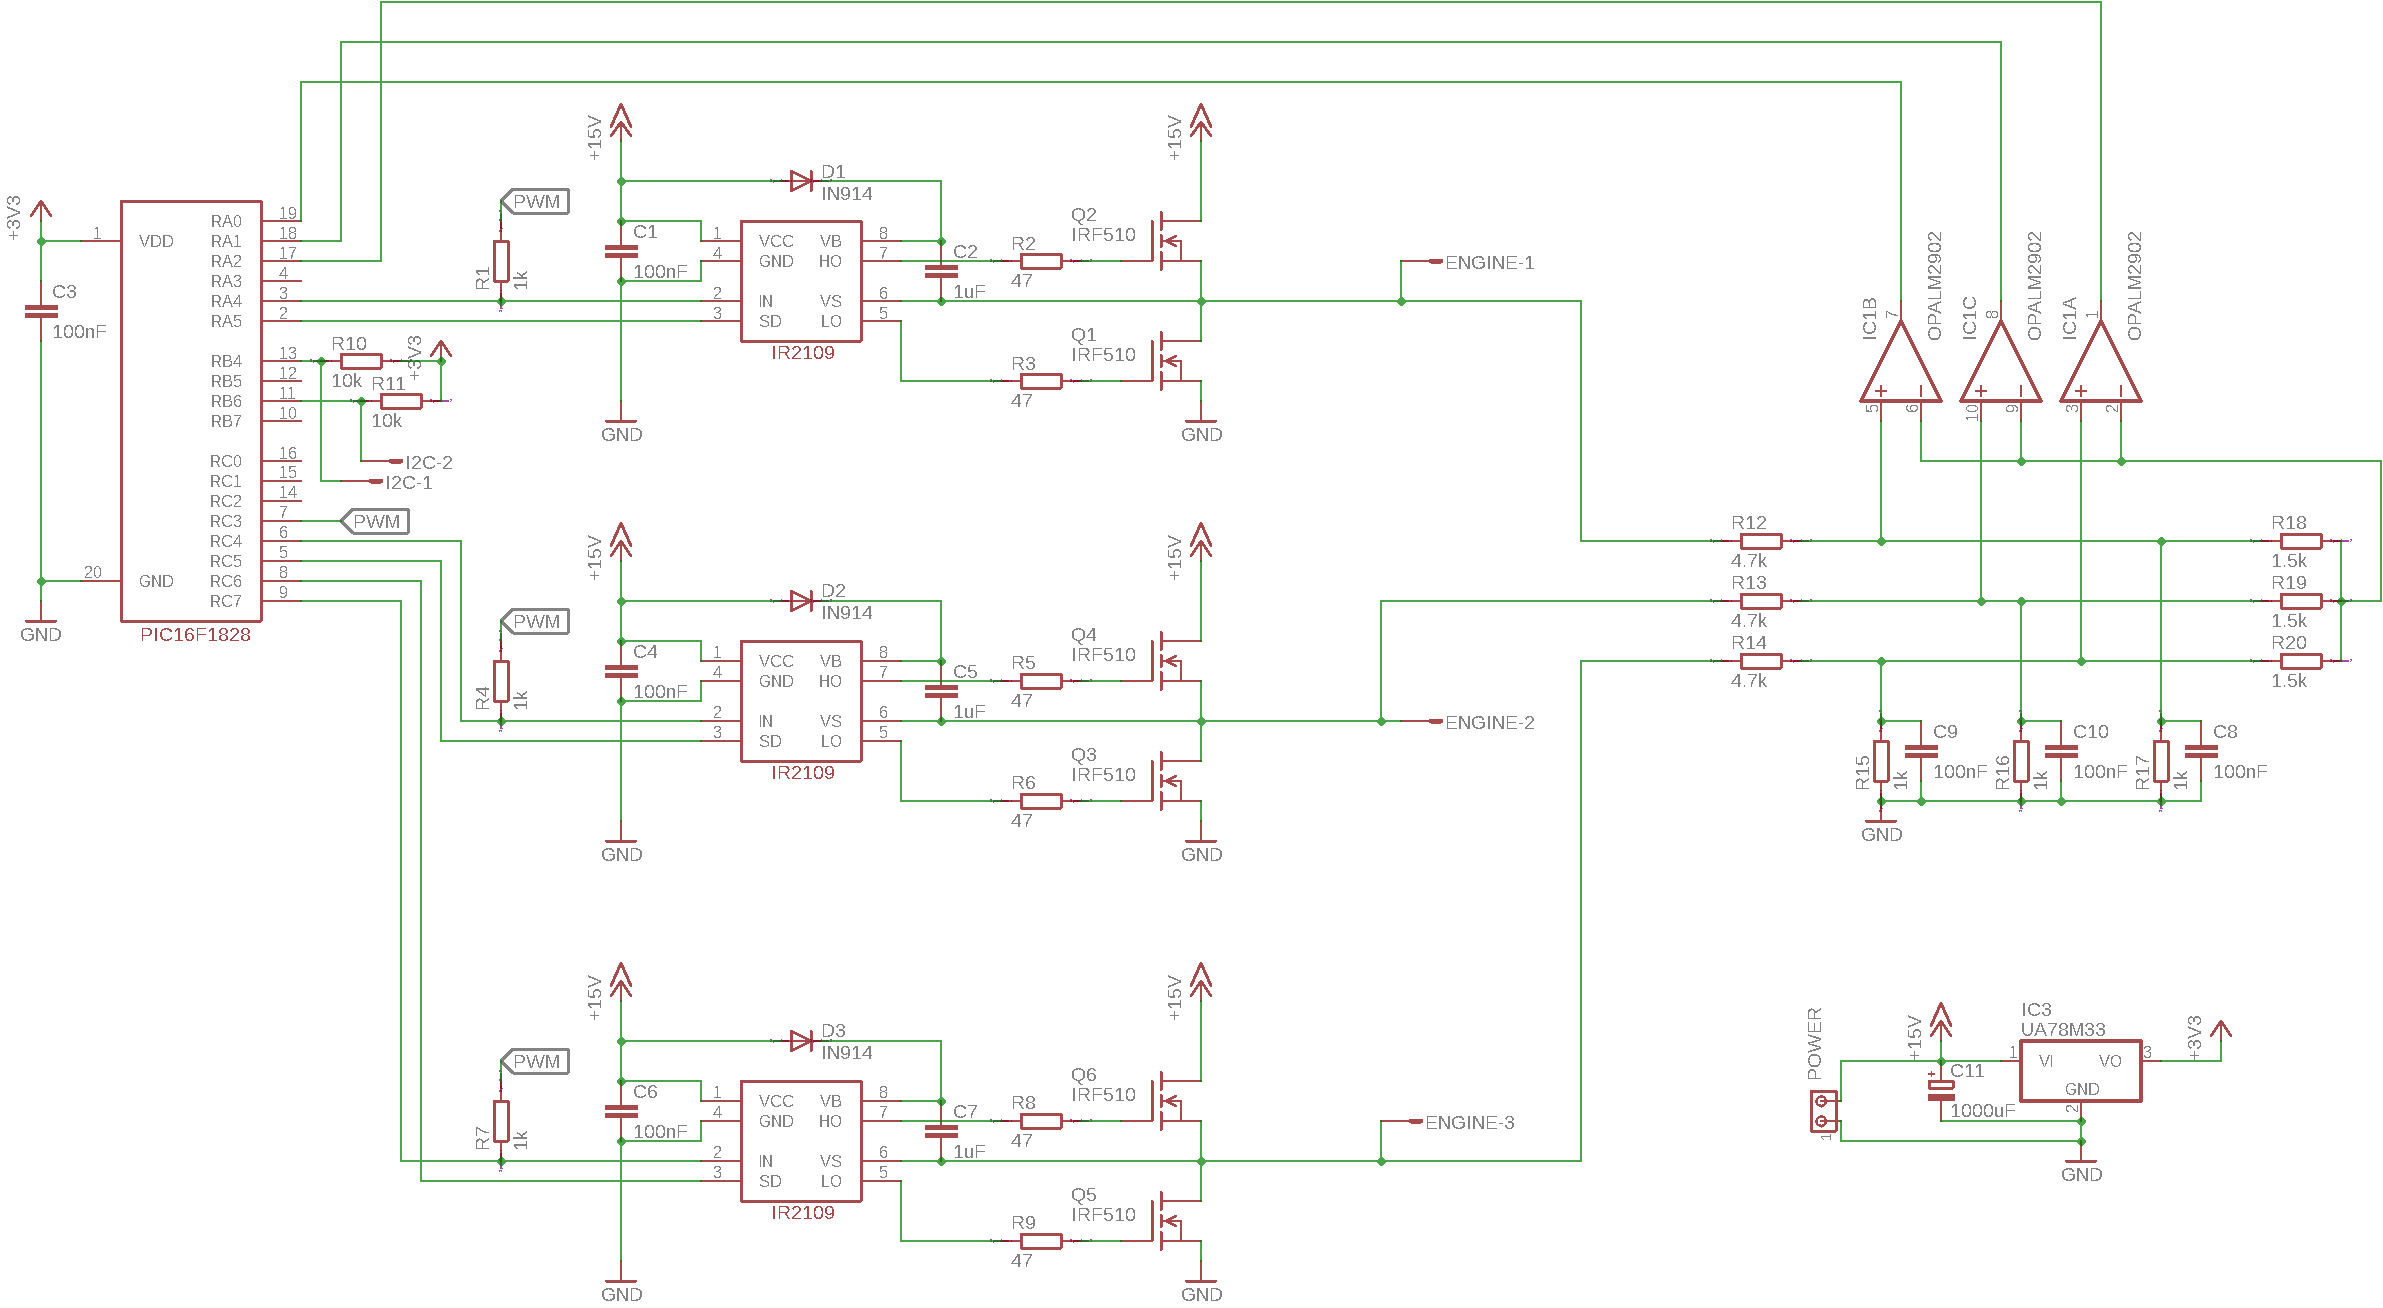 +3V3
1
VDD
C3
100nF
20
GND
GND
PIC16F1828
RA0
19
RA1
18
RA2
17
RA3
4
RA4
3
RA5
2
RB4
13
RB5
12
RB6
11
RB7
10
RC0
16
RC1
15
RC2
14
RC3
7
RC4
6
RC5
5
RC6
8
RC7
9
R10
10k
R11
10k
+3V3
I2C-2
I2C-1
PWM
PWM
R1
1k
+15V
C1
100nF
GND
D1
IN914
1
4
2
3
VCC
GND
IN
SD
VB
HO
VS
LO
8
7
6
5
IR2109
C2
1uF
R2
47
R3
47
Q2
IRF510
Q1
IRF510
+15V
GND
ENGINE-1
PWM
R4
1k
+15V
C4
100nF
GND
D2
IN914
1
4
2
3
VCC
GND
IN
SD
VB
HO
VS
LO
8
7
6
5
IR2109
C5
1uF
R5
47
R6
47
Q4
IRF510
Q3
IRF510
+15V
GND
ENGINE-2
PWM
R7
1k
+15V
C6
100nF
GND
D3
IN914
1
4
2
3
VCC
GND
IN
SD
VB
HO
VS
LO
8
7
6
5
IR2109
C7
1uF
R8
47
R9
47
Q6
IRF510
Q5
IRF510
+15V
GND
ENGINE-3
IC1B
7
OPALM2902
+
−
5
6
IC1C
8
OPALM2902
+
−
10
9
IC1A
1
OPALM2902
+
−
3
2
R12
4.7k
R13
4.7k
R14
4.7k
R18
1.5k
R19
1.5k
R20
1.5k
R15
1k
C9
100nF
R16
1k
C10
100nF
R17
1k
C8
100nF
GND
POWER
1
+15V
+
C11
1000uF
IC3
UA78M33
1
VI
VO
3
GND
2
+3V3
GND